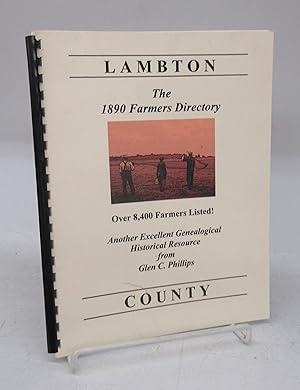 LAMBTON
The
1890 Farmers Directory
Over 8,400 Farmers Listed!
Another Excellent Genealogical
Historical Resource
from
Glen C. Phillips
COUNTY